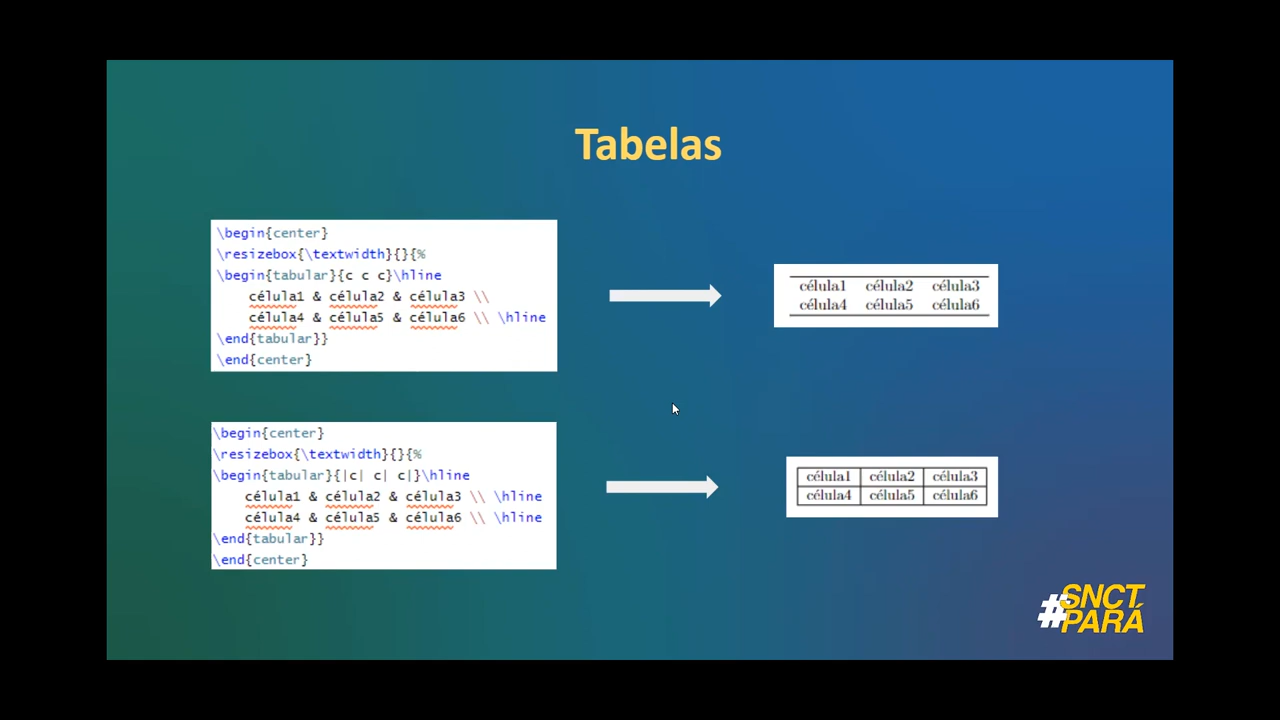 Tabelas
\begin{center}
\resizebox{\textwidth}{}{%
\begin{tabular}{c c c}\hline
célula1 & célula2 & célula3 \\
célula4 & célula5 & célula6 \\ \hline
\end{tabular}}
\end{center}
célula1 célula2 célula3
célula4 célula5 célula6
\begin{center}
\resizebox{\textwidth}{}{%
\begin{tabular}{|c| c| c|}\hline
célula1 & célula2 & célula3 \\ \hline
célula4 & célula5 & célula6 \\ \hline
\end{tabular}}
\end{center}
célula1 célula2 célula3
célula4 célula5 célula6
#SNCT
PARÁ